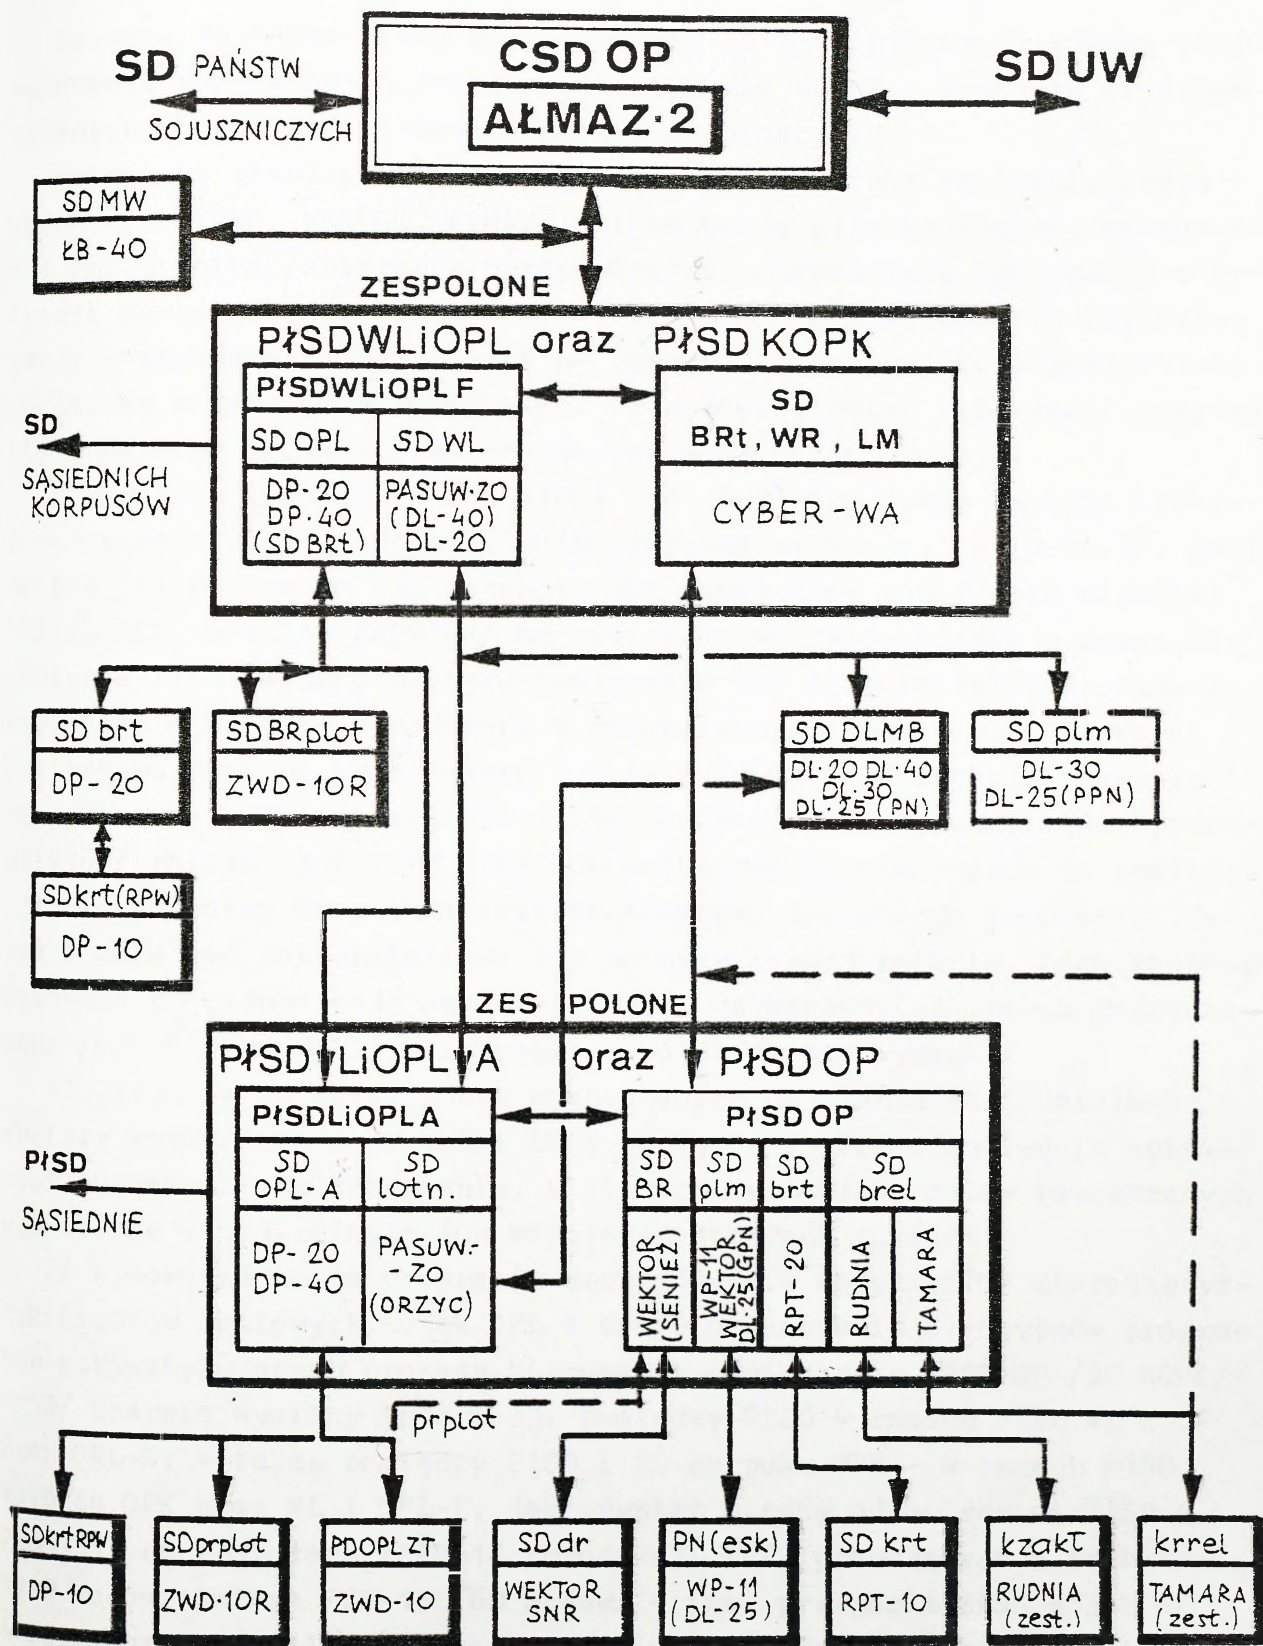 SD PAŃSTW
SOJUSZNICZYCH
CSD OP
AŁMAZ·2
SD UW
SD MW
ŁB-40
ZESPOLONE
PŁSDWLiOPL oraz PŁSD KOPK
PŁSDWLiOPL F
SD OPL
SD WL
DP·20
DP·40
(SD BRt)
PASUW·ZO
(DL-40)
DL-20
SD
BRt, WR, LM
CYBER-WA
SD
SĄSIEDNICH
KORPUSÓW
SD brt
DP-20
SD BRplot
ZWD-10R
SD DLMB
DL·20 DL·40
DL·30
DL·25 (PN)
SD plm
DL-30
DL-25(PPN)
SDkrt(RPW)
DP-10
ZES POLONE
PŁSD LiOPL A oraz PŁSD OP
PŁSDLiOPLA
SD
OPL-A
SD
lotn.
DP-20
DP-40
PASUW.-
-ZO
(ORZYC)
PŁSD OP
SD
BR
SD
plm
SD
brt
SD
brel
WEKTOR
(SENIEŻ)
WP-11
WEKTOR
DL-25(GPN)
RPT-20
RUDNIA
TAMARA
PŁSD
SĄSIEDNIE
prplot
SDkrtRPW
DP-10
SDprplot
ZWD·10R
PDOPLZT
ZWD-10
SD dr
WEKTOR
SNR
PN(esk)
WP-11
(DL-25)
SD krt
RPT-10
kzakT
RUDNIA
(zest.)
krrel
TAMARA
(zest.)